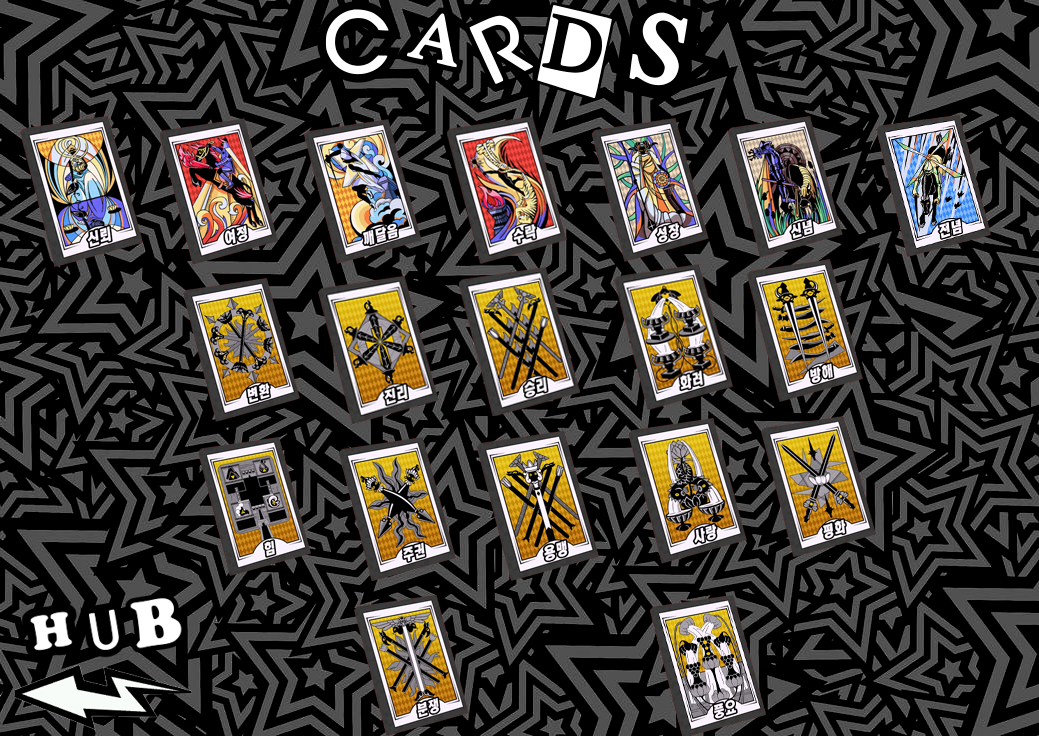 CARDS
신뢰
여정
깨달음
수락
성장
신념
전념
변환
진리
승리
화려
방해
힘
주권
용맹
사랑
평화
HUB
분쟁
풍요